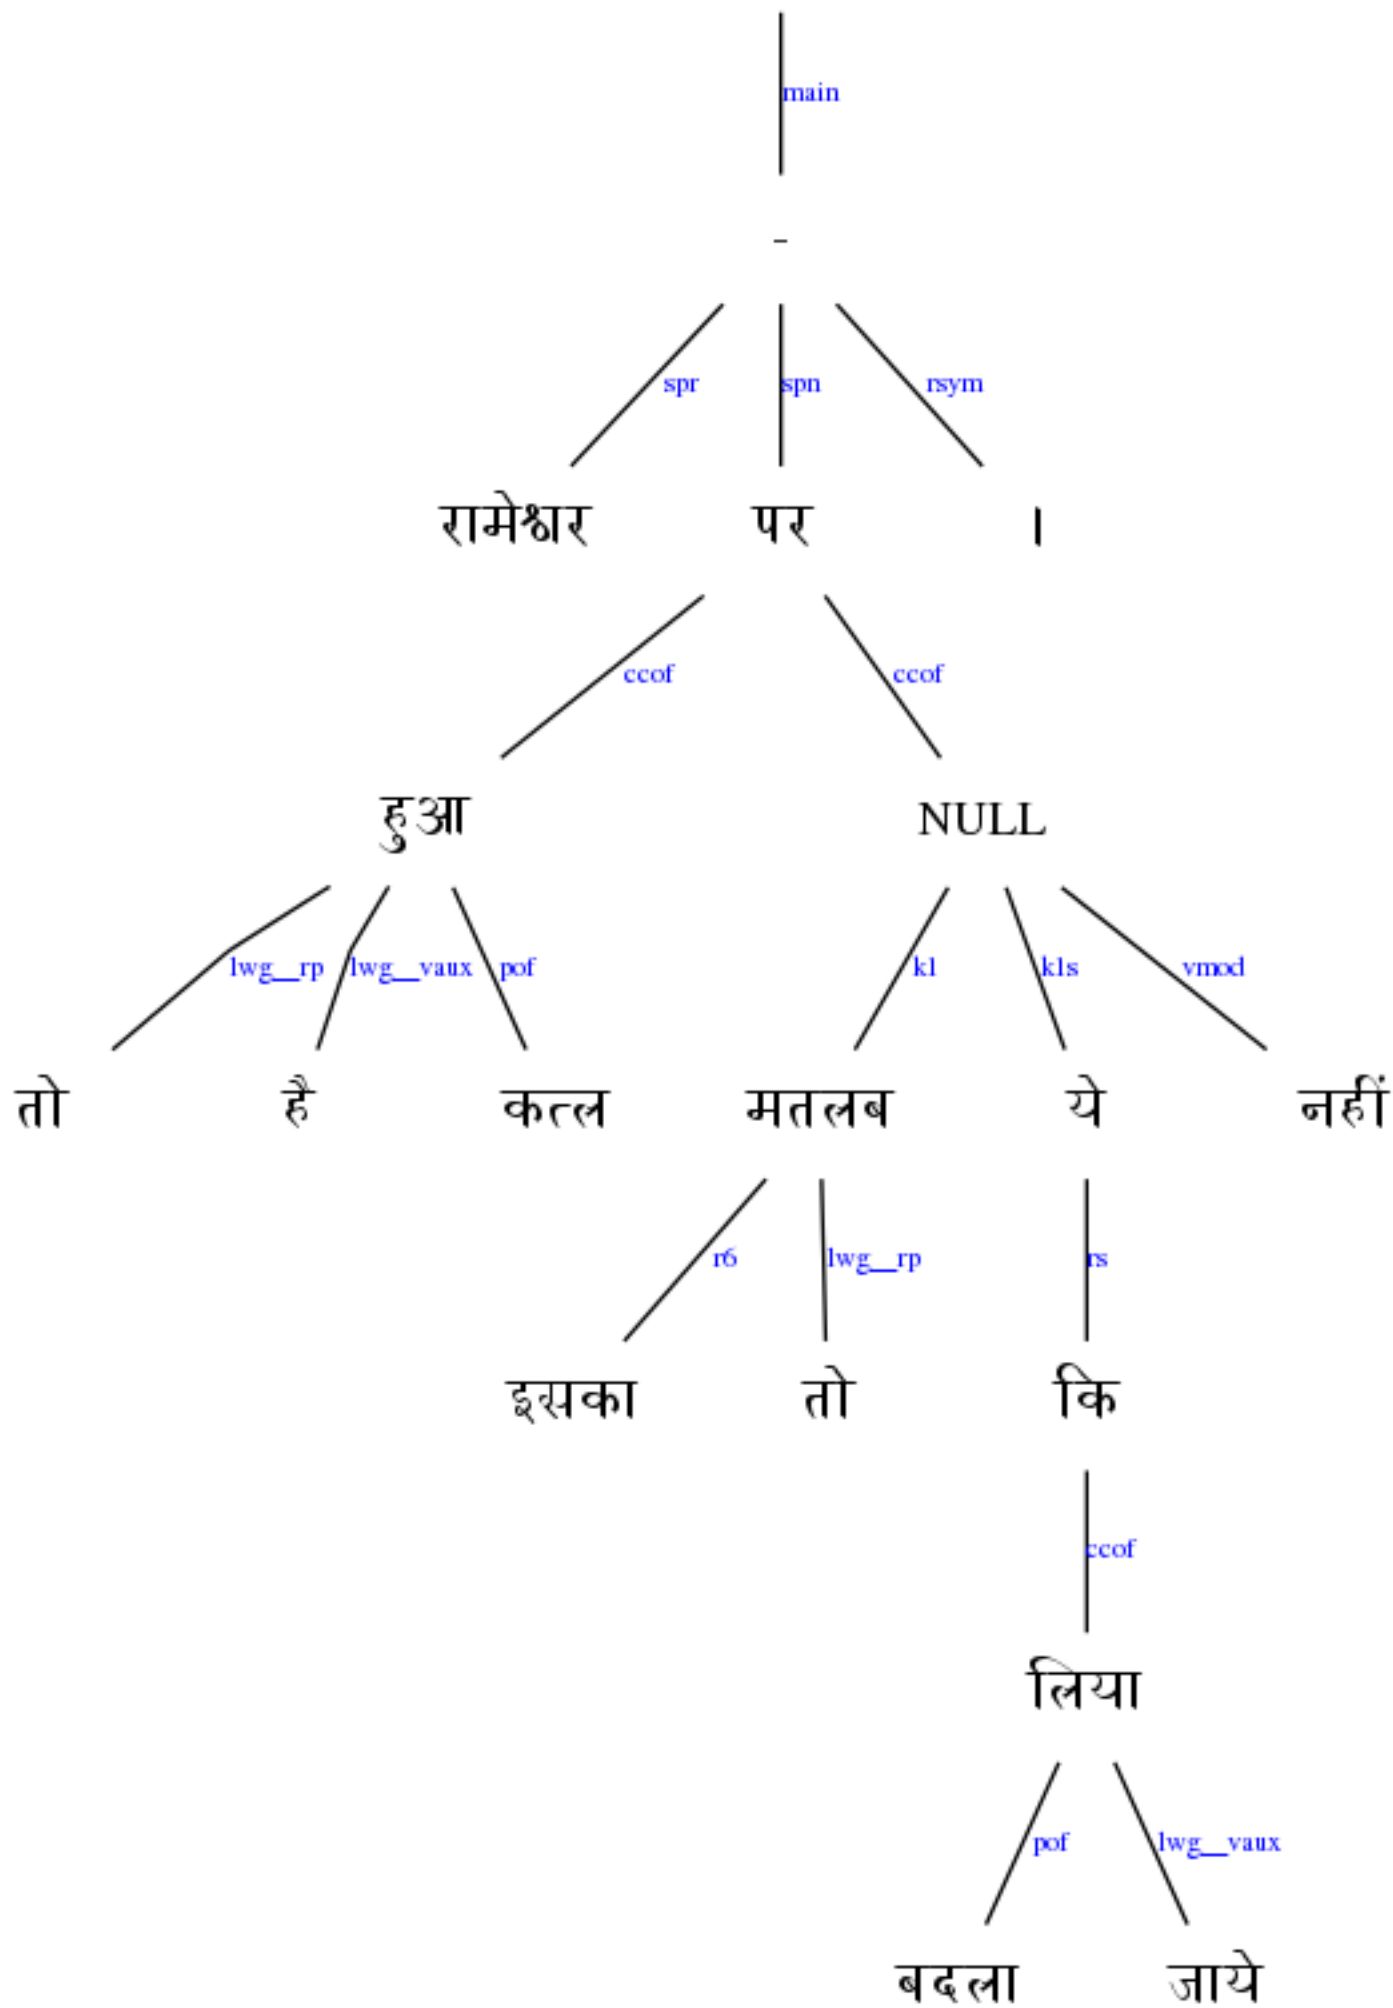 main
-
spr spn rsym
रामेश्वर पर ।
ccof ccof
हुआ NULL
lwg__rp lwg__vaux pof k1 k1s vmod
तो है कत्ल मतलब ये नहीं
r6 lwg__rp rs
इसका तो कि
ccof
लिया
pof lwg__vaux
बदला जाये